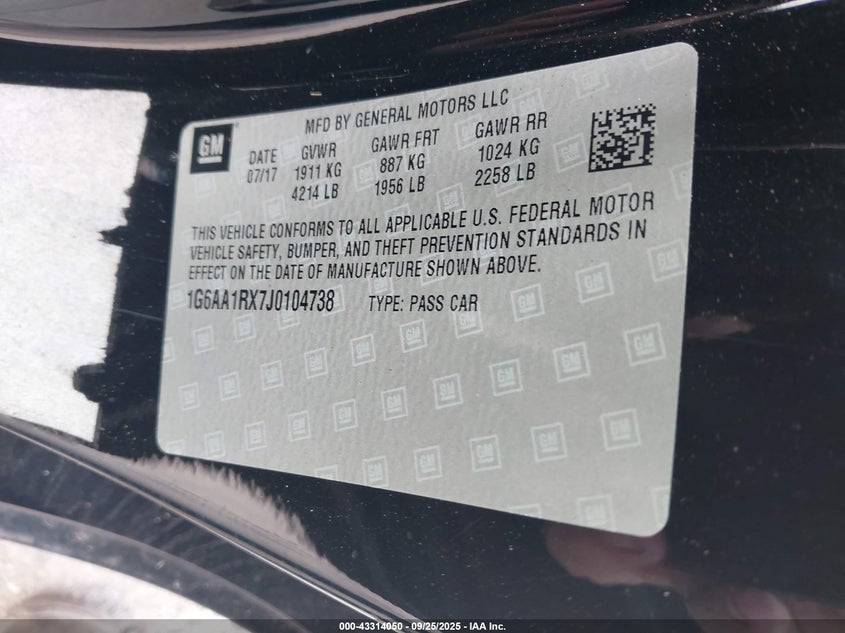 MFD BY GENERAL MOTORS LLC
GM
DATE GVWR GAWR FRT GAWR RR
07/17 1911 KG 887 KG 1024 KG
4214 LB 1956 LB 2258 LB
THIS VEHICLE CONFORMS TO ALL APPLICABLE U.S. FEDERAL MOTOR
VEHICLE SAFETY, BUMPER, AND THEFT PREVENTION STANDARDS IN
EFFECT ON THE DATE OF MANUFACTURE SHOWN ABOVE.
1G6AA1RX7J0104738 TYPE: PASS CAR
000-43314050 - 09/25/2025 - IAA Inc.